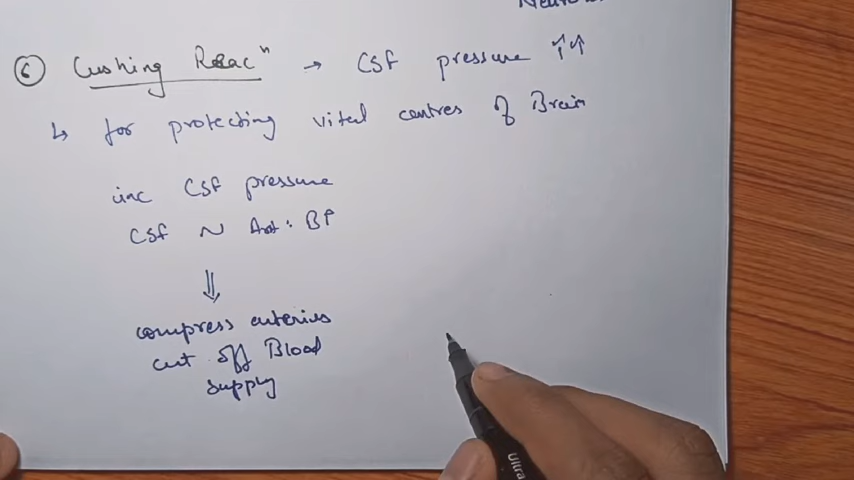 ⑥ Cushing Reacⁿ → CSF pressure ↑↑
↳ for protecting vital centres of Brain
inc CSF pressure
CSF ~ Art: BP
⇓
compress arteries
cut off Blood
supply
Ultra